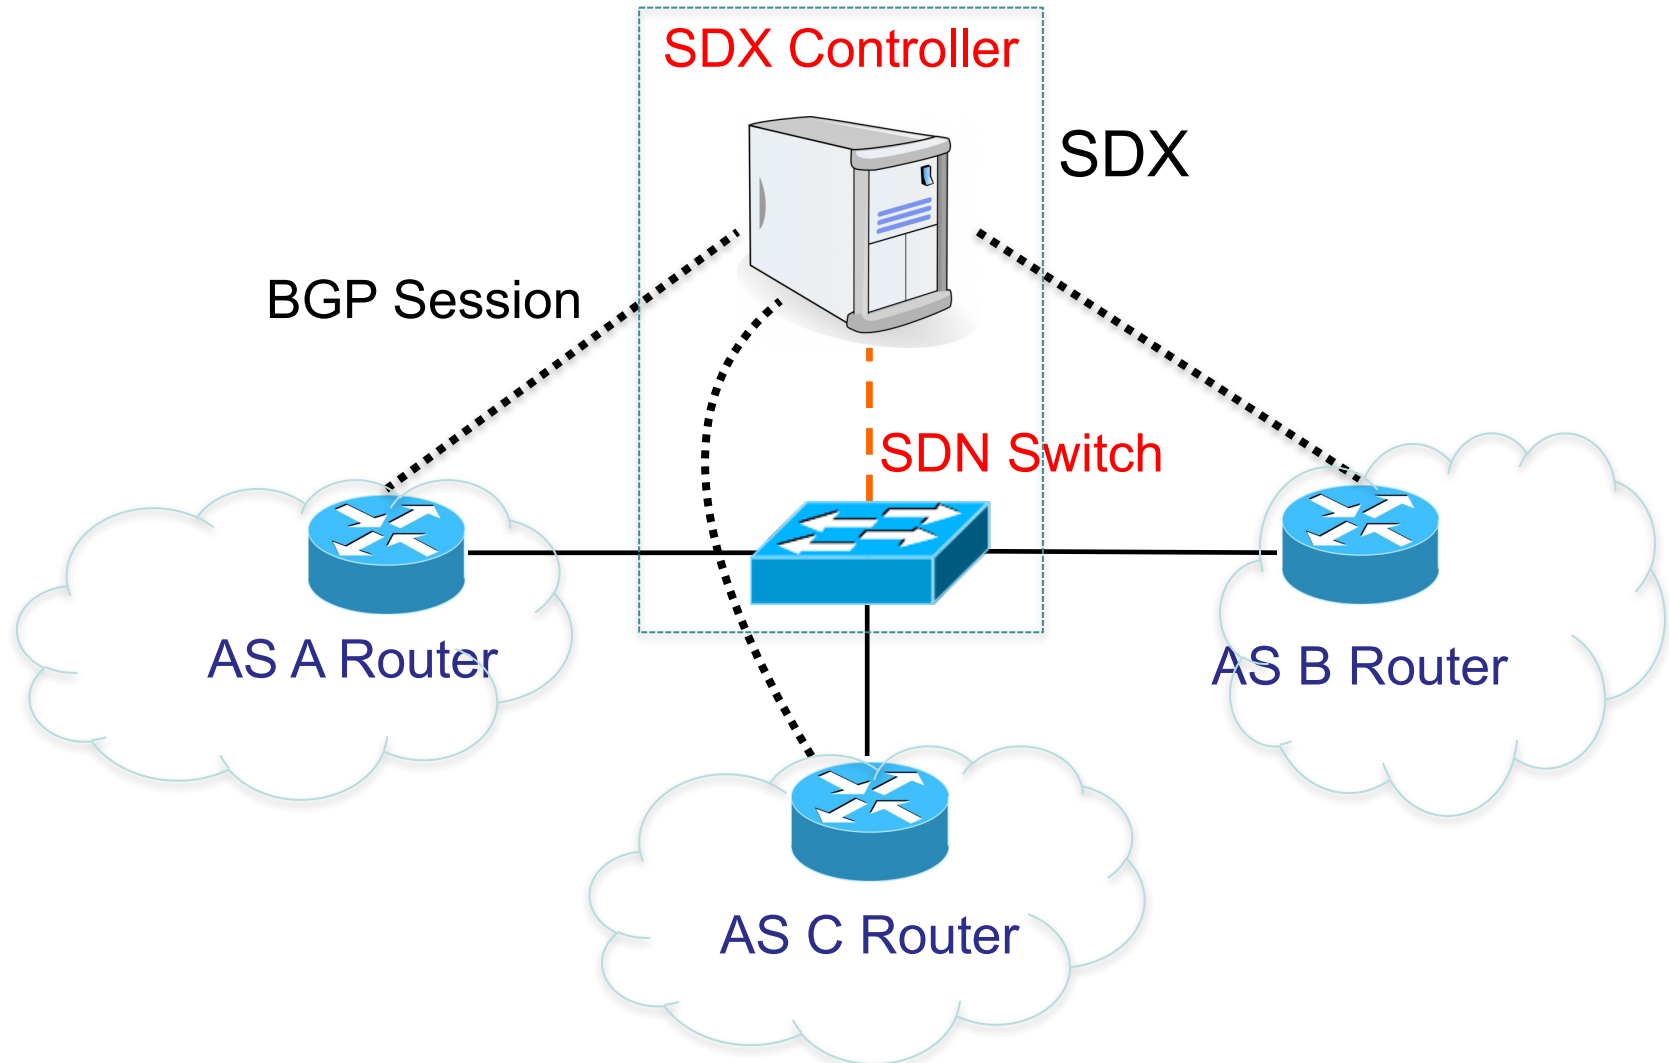 SDX Controller
SDX
BGP Session
SDN Switch
AS A Router
AS B Router
AS C Router